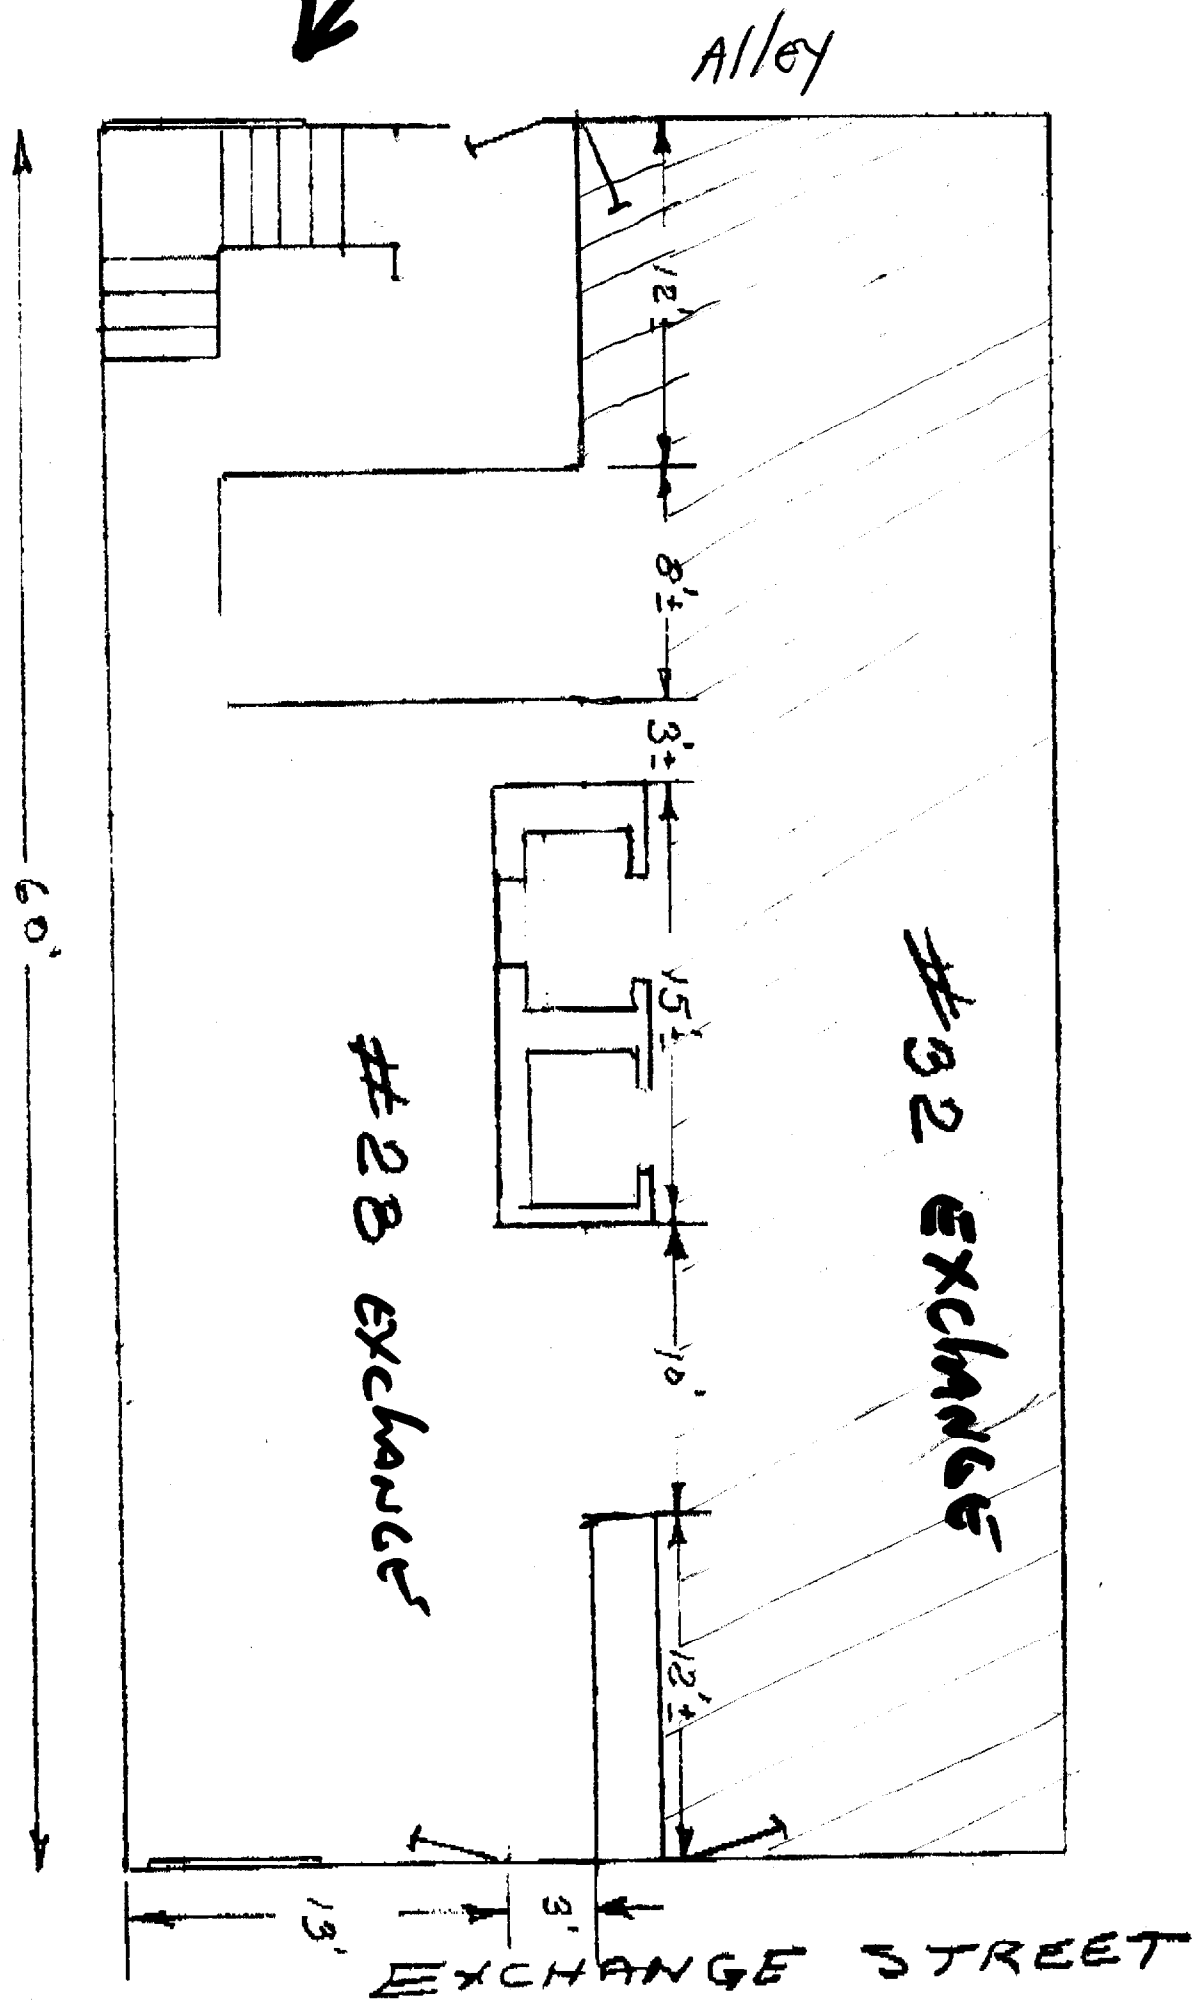 Alley
12'±
8'±
3'±
60'
15'±
#32 EXCHANGE
#28 EXCHANGE
10'
12'±
13'
3'
EXCHANGE STREET